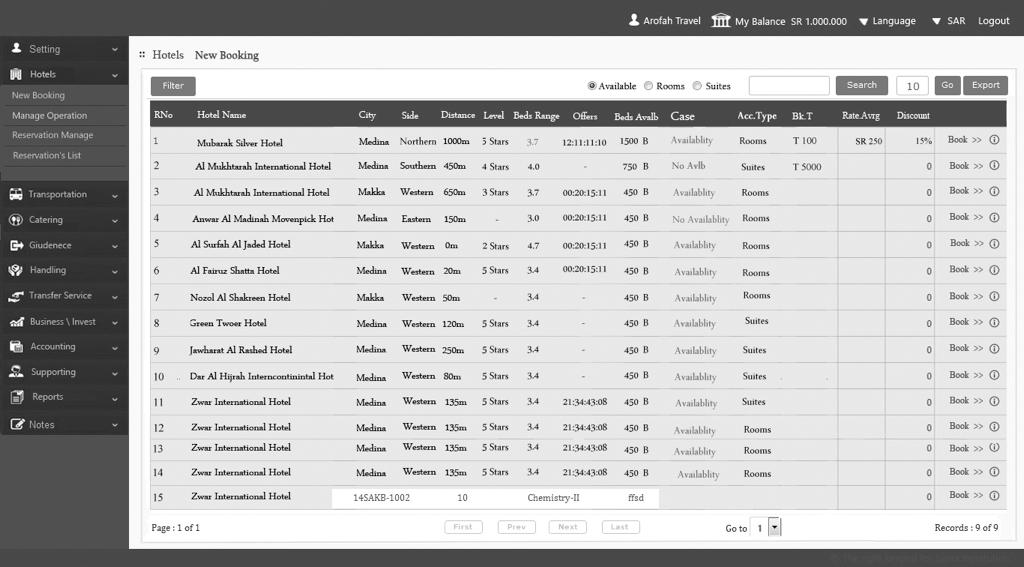 Arofah Travel My Balance SR 1.000.000 Language SAR Logout
Setting
Hotels
New Booking
Manage Operation
Reservation Manage
Reservation's List
Transportation
Catering
Giudenece
Handling
Transfer Service
Business \ Invest
Accounting
Supporting
Reports
Notes
:: Hotels New Booking
Filter Available Rooms Suites Search 10 Go Export
RNo Hotel Name City Side Distance Level Beds Range Offers Beds Avalb Case Acc.Type Bk.T Rate.Avrg Discount
1 Mubarak Silver Hotel Medina Northern 1000m 5 Stars 3.7 12:11:11:10 1500 B Availablity Rooms T 100 SR 250 15% Book >>
2 Al Mukhtarah International Hotel Medina Southern 450m 4 Stars 4.0 - 750 B No Avlb Suites T 5000 0 Book >>
3 Al Mukhtarah International Hotel Makka Western 650m 3 Stars 3.7 00:20:15:11 450 B Availablity Rooms 0 Book >>
4 Anwar Al Madinah Movenpick Hot Medina Eastern 150m - 3.0 00:20:15:11 450 B No Availablity Rooms 0 Book >>
5 Al Surfah Al Jaded Hotel Makka Western 0m 2 Stars 4.7 00:20:15:11 450 B Availablity Rooms 0 Book >>
6 Al Fairuz Shatta Hotel Medina Western 20m 5 Stars 3.4 00:20:15:11 450 B Availablity Rooms 0 Book >>
7 Nozol Al Shakreen Hotel Makka Western 50m - 3.4 - 450 B Availablity Rooms 0 Book >>
8 Green Twoer Hotel Medina Western 120m 5 Stars 3.4 - 450 B Availablity Suites 0 Book >>
9 Jawharat Al Rashed Hotel Medina Western 250m 5 Stars 3.4 - 450 B Availablity Suites 0 Book >>
10 Dar Al Hijrah Interncontinintal Hot Medina Western 80m 5 Stars 3.4 - 450 B Availablity Suites 0 Book >>
11 Zwar International Hotel Medina Western 135m 5 Stars 3.4 21:34:43:08 450 B Availablity Suites 0 Book >>
12 Zwar International Hotel Medina Western 135m 5 Stars 3.4 21:34:43:08 450 B Availablity Rooms 0 Book >>
13 Zwar International Hotel Medina Western 135m 5 Stars 3.4 21:34:43:08 450 B Availablity Rooms 0 Book >>
14 Zwar International Hotel Medina Western 135m 5 Stars 3.4 21:34:43:08 450 B Availablity Rooms 0 Book >>
15 Zwar International Hotel 14SAKB-1002 10 Chemistry-II ffsd 0 Book >>
Page : 1 of 1 First Prev Next Last Go to 1 Records : 9 of 9